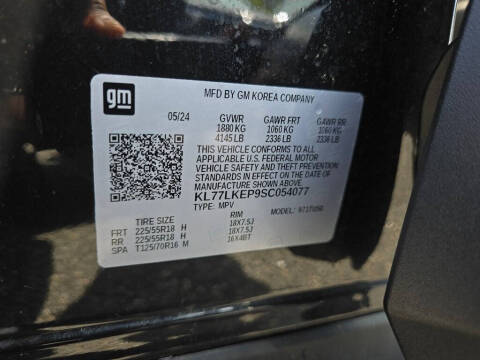 gm
MFD BY GM KOREA COMPANY
05/24 GVWR GAWR FRT GAWR RR
1880 KG 1060 KG 1060 KG
4145 LB 2336 LB 2336 LB
THIS VEHICLE CONFORMS TO ALL
APPLICABLE U.S. FEDERAL MOTOR
VEHICLE SAFETY AND THEFT
PREVENTION STANDARDS IN EFFECT ON
THE DATE OF MANUFACTURE SHOWN ABOVE.
KL77LKEP9SC054077
TYPE: MPV
TIRE SIZE RIM
FRT 225/55R18 H 18X7.5J
RR 225/55R18 H 18X7.5J
SPA T125/70R16 M 16X4BT